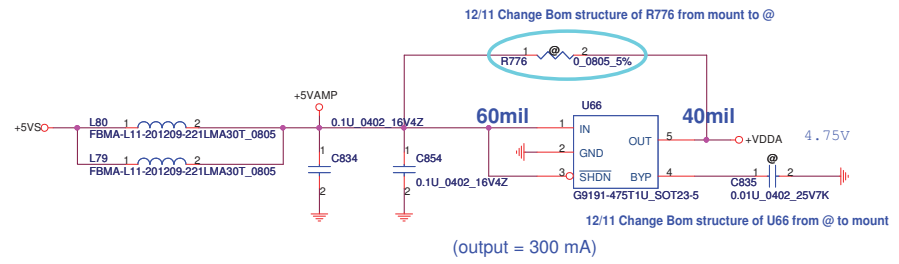 12/11 Change Bom structure of R776 from mount to @
1 @ 2
R776 0_0805_5%
+5VAMP
U66
60mil 40mil
+5VS L80 1 2 0.1U_0402_16V4Z
FBMA-L11-201209-221LMA30T_0805
1 IN
OUT 5 +VDDA 4.75V
2 GND
L79 1 2
FBMA-L11-201209-221LMA30T_0805
1 C834 2
1 C854 2
0.1U_0402_16V4Z
3 SHDN BYP 4
@
C835 1 2
0.01U_0402_25V7K
G9191-475T1U_SOT23-5
12/11 Change Bom structure of U66 from @ to mount
(output = 300 mA)